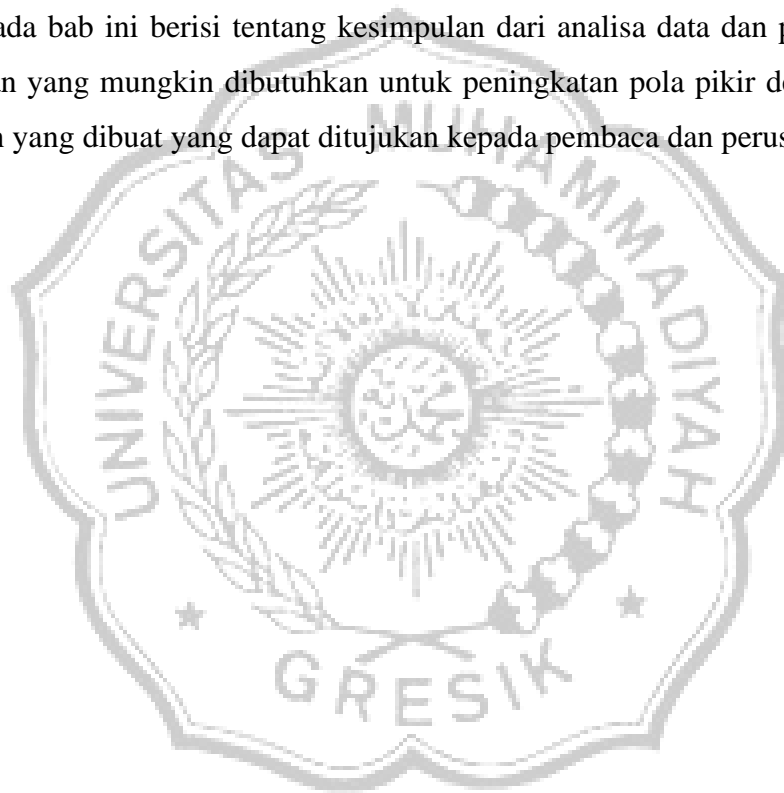 ada bab ini berisi tentang kesimpulan dari analisa data dan p
n yang mungkin dibutuhkan untuk peningkatan pola pikir d
n yang dibuat yang dapat ditujukan kepada pembaca dan perus
UNIVERSITAS MUHAMMADIYAH
GRESIK